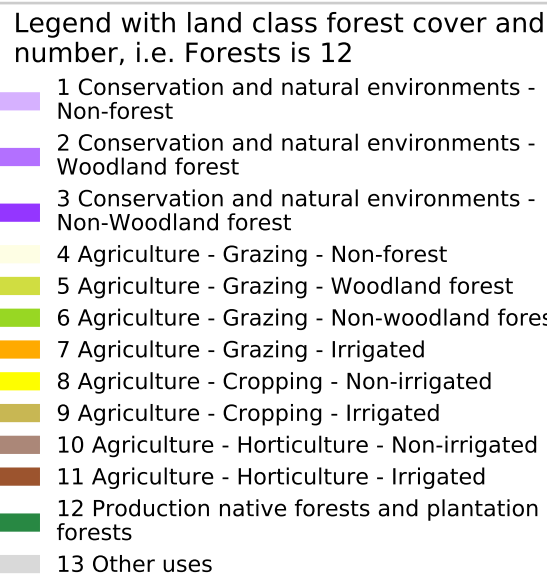 Legend with land class forest cover and
number, i.e. Forests is 12
1 Conservation and natural environments -
Non-forest
2 Conservation and natural environments -
Woodland forest
3 Conservation and natural environments -
Non-Woodland forest
4 Agriculture - Grazing - Non-forest
5 Agriculture - Grazing - Woodland forest
6 Agriculture - Grazing - Non-woodland fores
7 Agriculture - Grazing - Irrigated
8 Agriculture - Cropping - Non-irrigated
9 Agriculture - Cropping - Irrigated
10 Agriculture - Horticulture - Non-irrigated
11 Agriculture - Horticulture - Irrigated
12 Production native forests and plantation
forests
13 Other uses